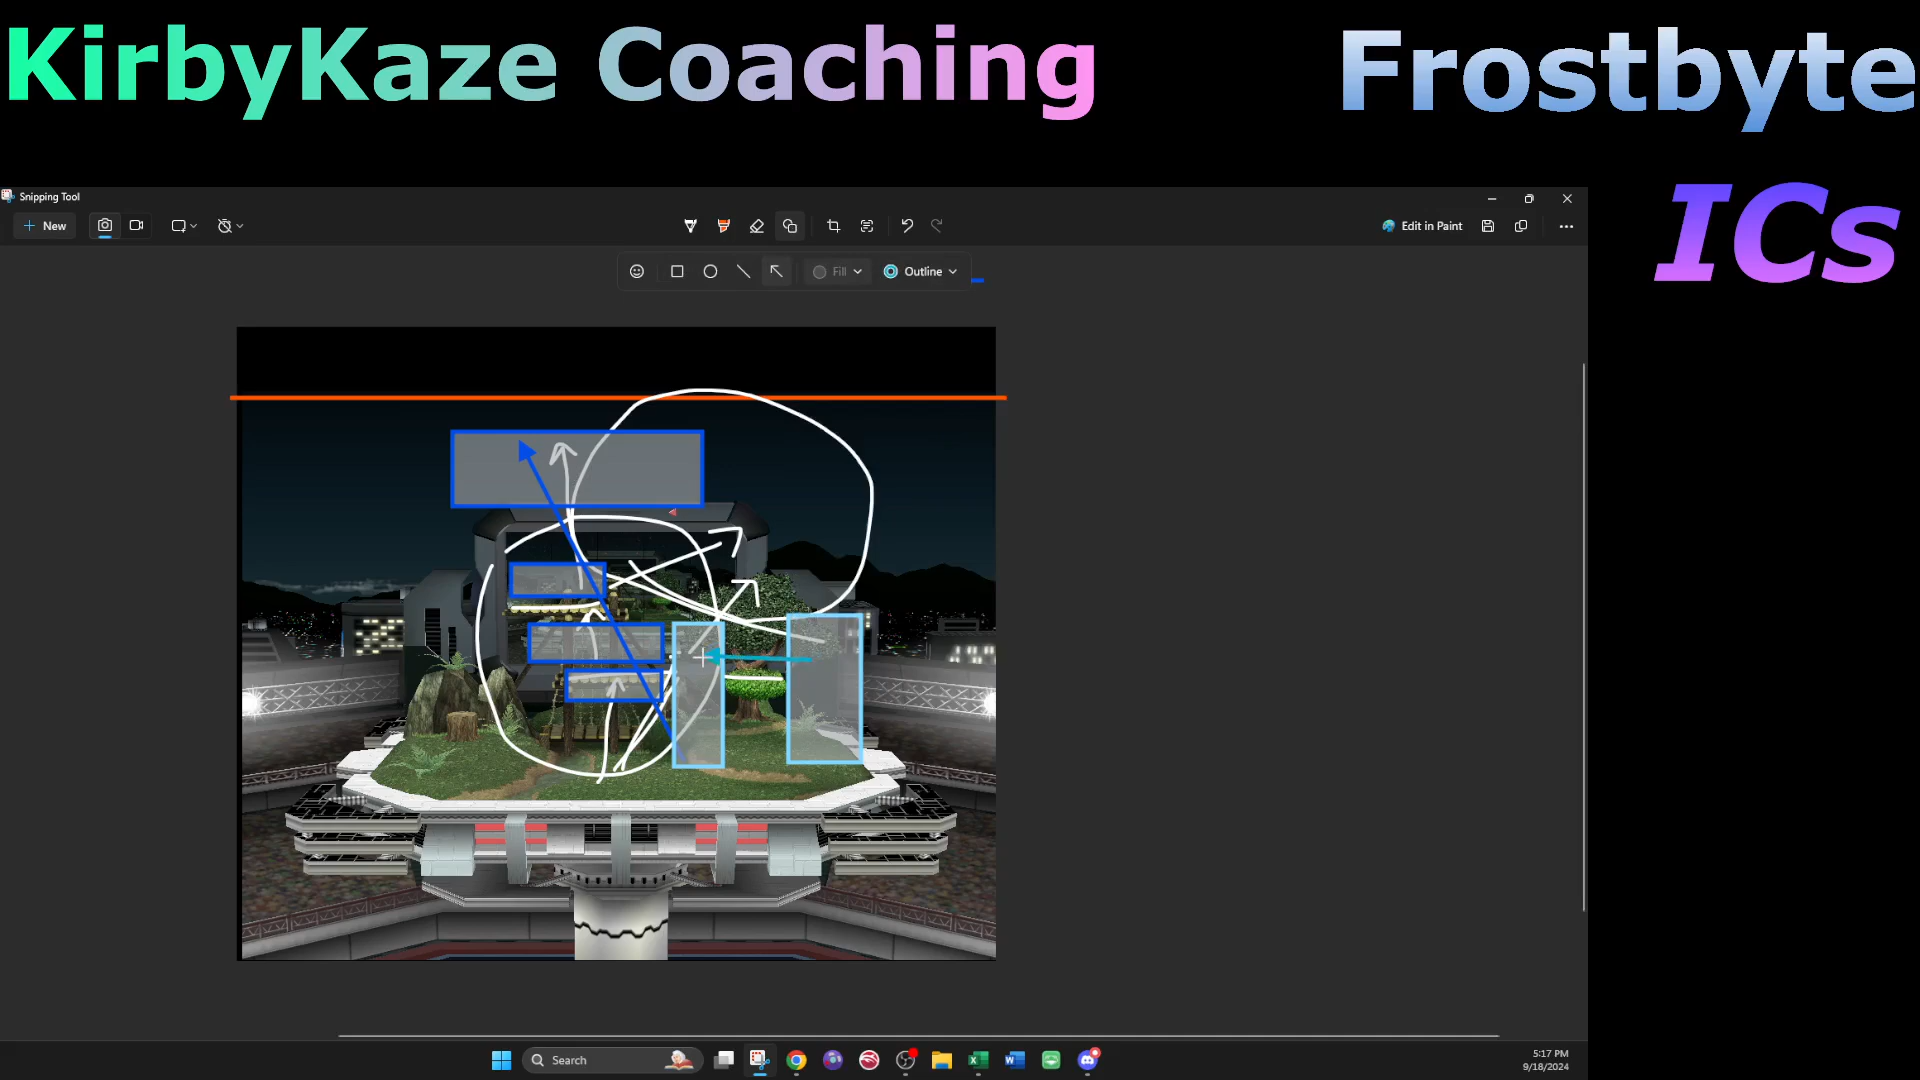 KirbyKaze Coaching
Frostbyte
ICs
Snipping Tool
New
Edit in Paint
Fill
Outline
Search
5:17 PM
9/18/2024